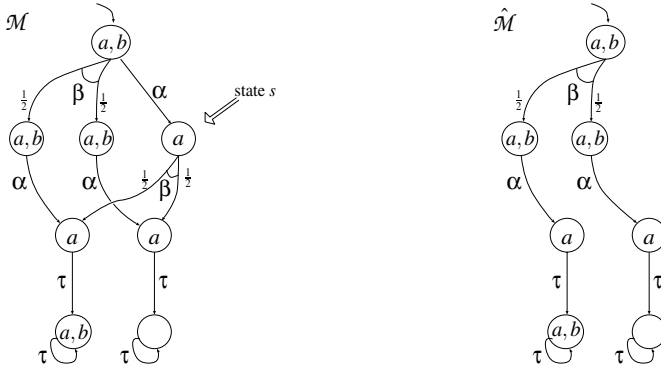 ℳ ℳ̂
a,b a,b
½ β ½ α state s ½ β ½
a,b a,b a a,b a,b
α α ½ β ½ α α
a a a a
τ τ τ τ
a,b a,b
τ τ τ τ